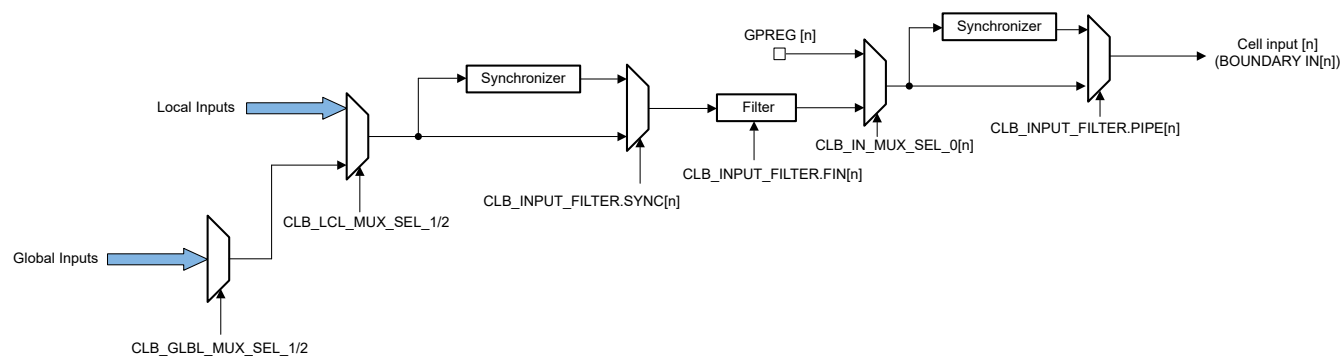 GPREG [n]
Synchronizer
Cell input [n]
(BOUNDARY IN[n])
Synchronizer
Local Inputs
Filter
CLB_INPUT_FILTER.PIPE[n]
CLB_IN_MUX_SEL_0[n]
CLB_INPUT_FILTER.FIN[n]
CLB_INPUT_FILTER.SYNC[n]
CLB_LCL_MUX_SEL_1/2
Global Inputs
CLB_GLBL_MUX_SEL_1/2